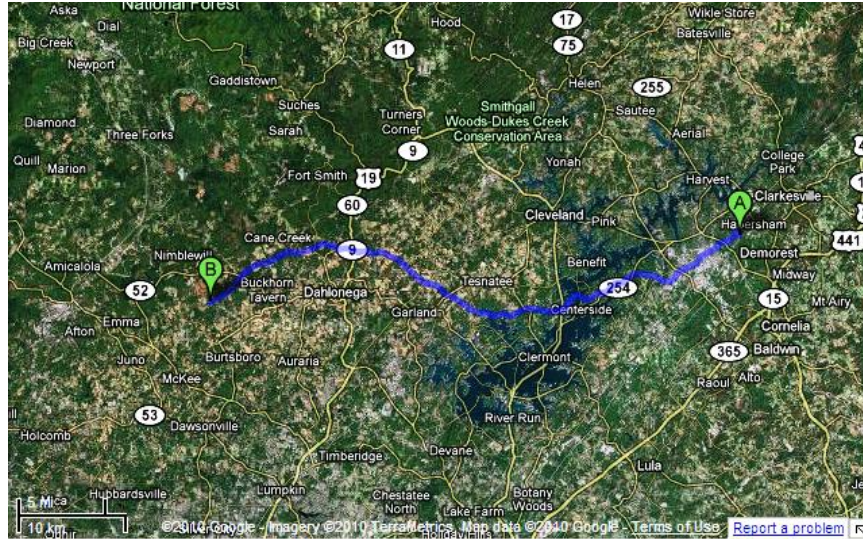 National Forest
Aska
Dial
Big Creek
Newport
Hood
17
75
11
Wikle Store
Batesville
Gaddistown
Helen
255
Suches
Sarah
Turners
Corner
Smithgall
Woods-Dukes Creek
Conservation Area
Sautee
Diamond
Three Forks
Aerial
9
Quill
Marion
Fort Smith
19
Yonah
Harvest
College
Park
60
Clarkesville
Cleveland
Pink
A
Habersham
441
Cane Creek
9
Nimblewill
Amicalola
B
Benefit
Demorest
Midway
52
Buckhorn
Tavern
Dahlonega
Tesnatee
254
15
Mt Airy
Emma
Afton
Garland
Centerside
Cornelia
Juno
Burtsboro
Auraria
Clermont
365
Baldwin
McKee
Raoul
Alto
53
Dawsonville
River Run
Holcomb
Timberidge
Devane
Lula
Lumpkin
Chestatee
North
Botany
Woods
5 Mi
Mica
Hubbardsville
Lake Farm
10 km
©2010 Google - Imagery ©2010 TerraMetrics, Map data ©2010 Google - Terms of Use
Report a problem